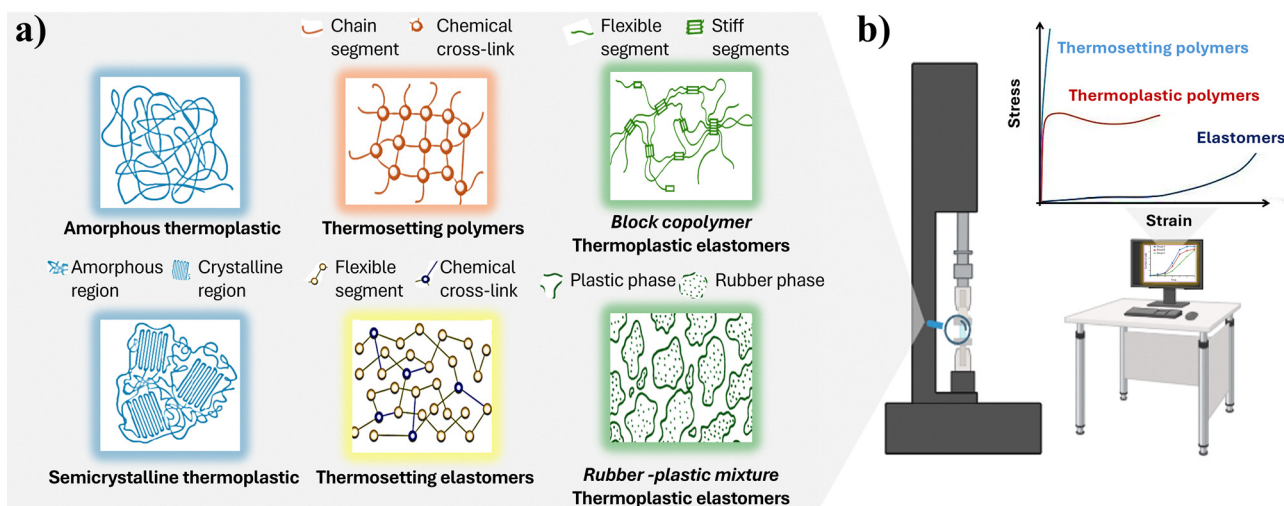 a)
Chain
segment
Chemical
cross-link
Flexible
segment
Stiff
segments
Amorphous thermoplastic
Thermosetting polymers
Block copolymer
Thermoplastic elastomers
Amorphous
region
Crystalline
region
Flexible
segment
Chemical
cross-link
Plastic phase
Rubber phase
Semicrystalline thermoplastic
Thermosetting elastomers
Rubber -plastic mixture
Thermoplastic elastomers
b)
Stress
Thermosetting polymers
Thermoplastic polymers
Elastomers
Strain